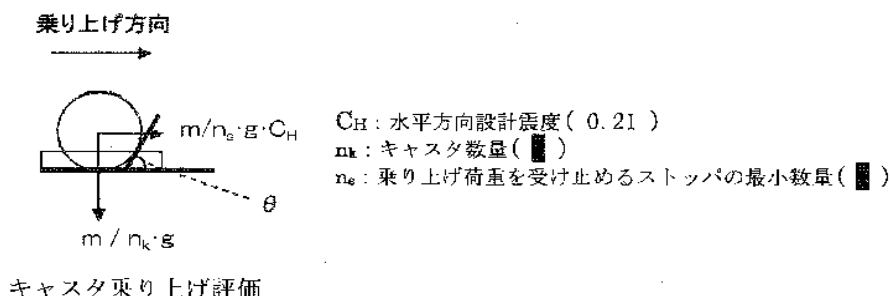 乗り上げ方向
m/nₛ·g·C_H
C_H：水平方向設計震度( 0.21 )
nₖ：キャスタ数量( █ )
nₛ：乗り上げ荷重を受け止めるストッパの最小数量( █ )
θ
m / nₖ·g
キャスタ乗り上げ評価